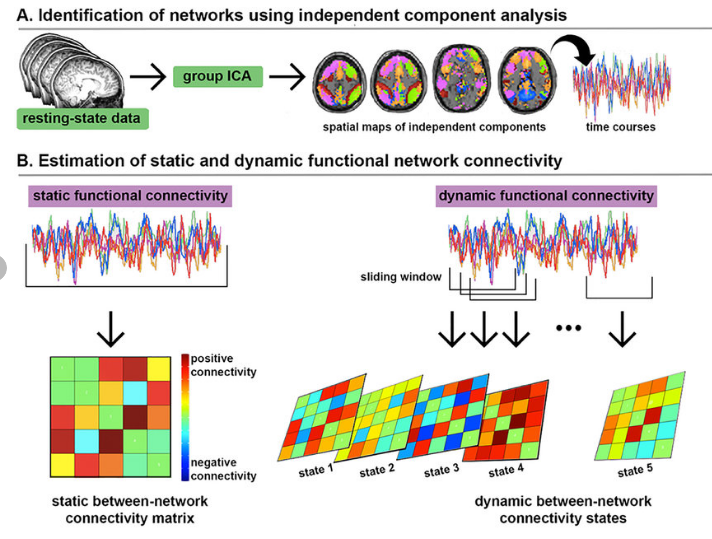 A. Identification of networks using independent component analysis
group ICA
resting-state data
spatial maps of independent components
time courses
B. Estimation of static and dynamic functional network connectivity
static functional connectivity
dynamic functional connectivity
sliding window
...
positive
connectivity
negative
connectivity
state 1
state 2
state 3
state 4
state 5
static between-network
connectivity matrix
dynamic between-network
connectivity states